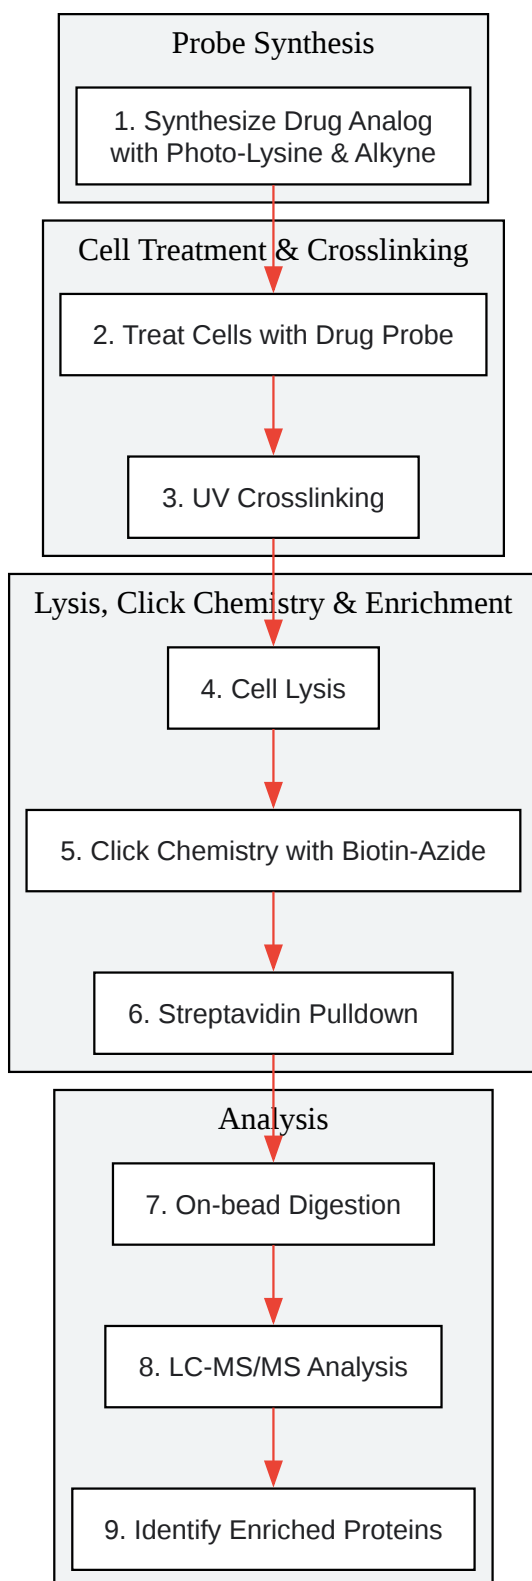 Probe Synthesis
1. Synthesize Drug Analog
with Photo-Lysine & Alkyne
Cell Treatment & Crosslinking
2. Treat Cells with Drug Probe
3. UV Crosslinking
Lysis, Click Chemistry & Enrichment
4. Cell Lysis
5. Click Chemistry with Biotin-Azide
6. Streptavidin Pulldown
Analysis
7. On-bead Digestion
8. LC-MS/MS Analysis
9. Identify Enriched Proteins